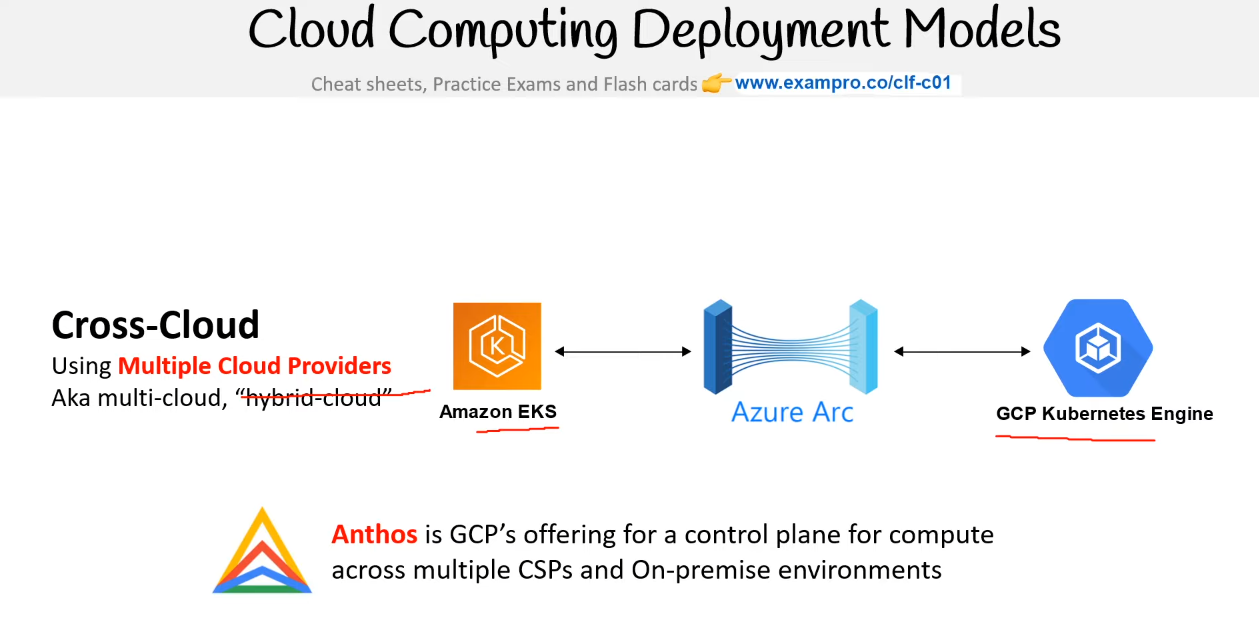 Cloud Computing Deployment Models
Cheat sheets, Practice Exams and Flash cards 👉 www.exampro.co/clf-c01
Cross-Cloud
Using Multiple Cloud Providers
Aka multi-cloud, “hybrid-cloud”
K
Amazon EKS
Azure Arc
GCP Kubernetes Engine
Anthos is GCP’s offering for a control plane for compute
across multiple CSPs and On-premise environments